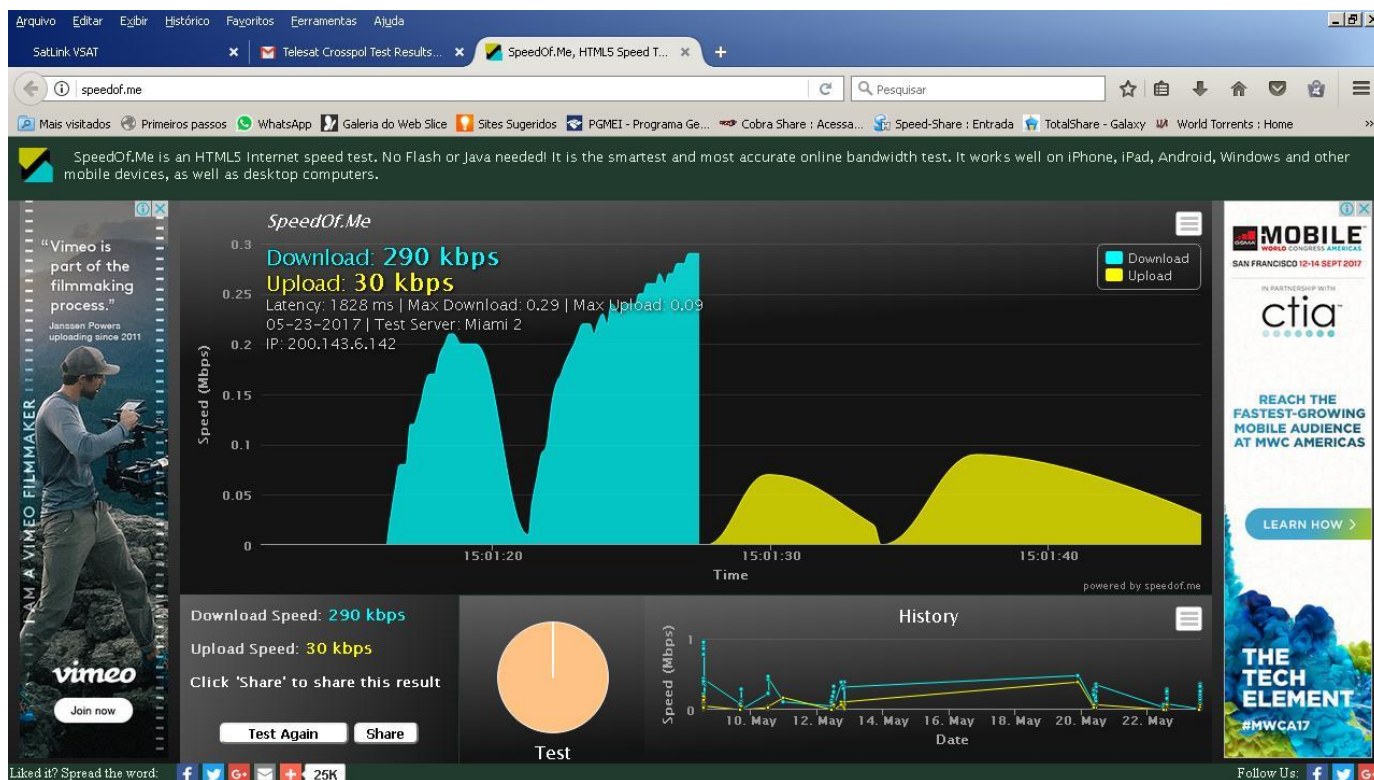 Arquivo Editar Exibir Histórico Favoritos Ferramentas Ajuda
SatLink VSAT
Telesat Crosspol Test Results...
SpeedOf.Me, HTML5 Speed T...
speedof.me
Pesquisar
Mais visitados Primeiros passos WhatsApp Galeria do Web Slice Sites Sugeridos PGMEI - Programa Ge... Cobra Share : Acessa... Speed-Share : Entrada TotalShare - Galaxy World Torrents : Home
SpeedOf.Me is an HTML5 Internet speed test. No Flash or Java needed! It is the smartest and most accurate online bandwidth test. It works well on iPhone, iPad, Android, Windows and other
mobile devices, as well as desktop computers.
“Vimeo is
part of the
filmmaking
process.”
Janssen Powers
uploading since 2011
I AM A VIMEO FILMMAKER
vimeo
Join now
SpeedOf.Me
Download: 290 kbps
Upload: 30 kbps
Latency: 1828 ms | Max Download: 0.29 | Max Upload: 0.09
05-23-2017 | Test Server: Miami 2
IP: 200.143.6.142
Download
Upload
Speed (Mbps)
0.3
0.25
0.2
0.15
0.1
0.05
0
15:01:20 15:01:30 15:01:40
Time
powered by speedof.me
Download Speed: 290 kbps
Upload Speed: 30 kbps
Click 'Share' to share this result
Test Again Share
Test
History
Speed (Mbps)
1
0
10. May 12. May 14. May 16. May 18. May 20. May 22. May
Date
GSMA MOBILE
WORLD CONGRESS AMERICAS
SAN FRANCISCO 12-14 SEPT 2017
IN PARTNERSHIP WITH
ctia
REACH THE
FASTEST-GROWING
MOBILE AUDIENCE
AT MWC AMERICAS
LEARN HOW >
THE
TECH
ELEMENT
#MWCA17
Liked it? Spread the word: 25K
Follow Us: